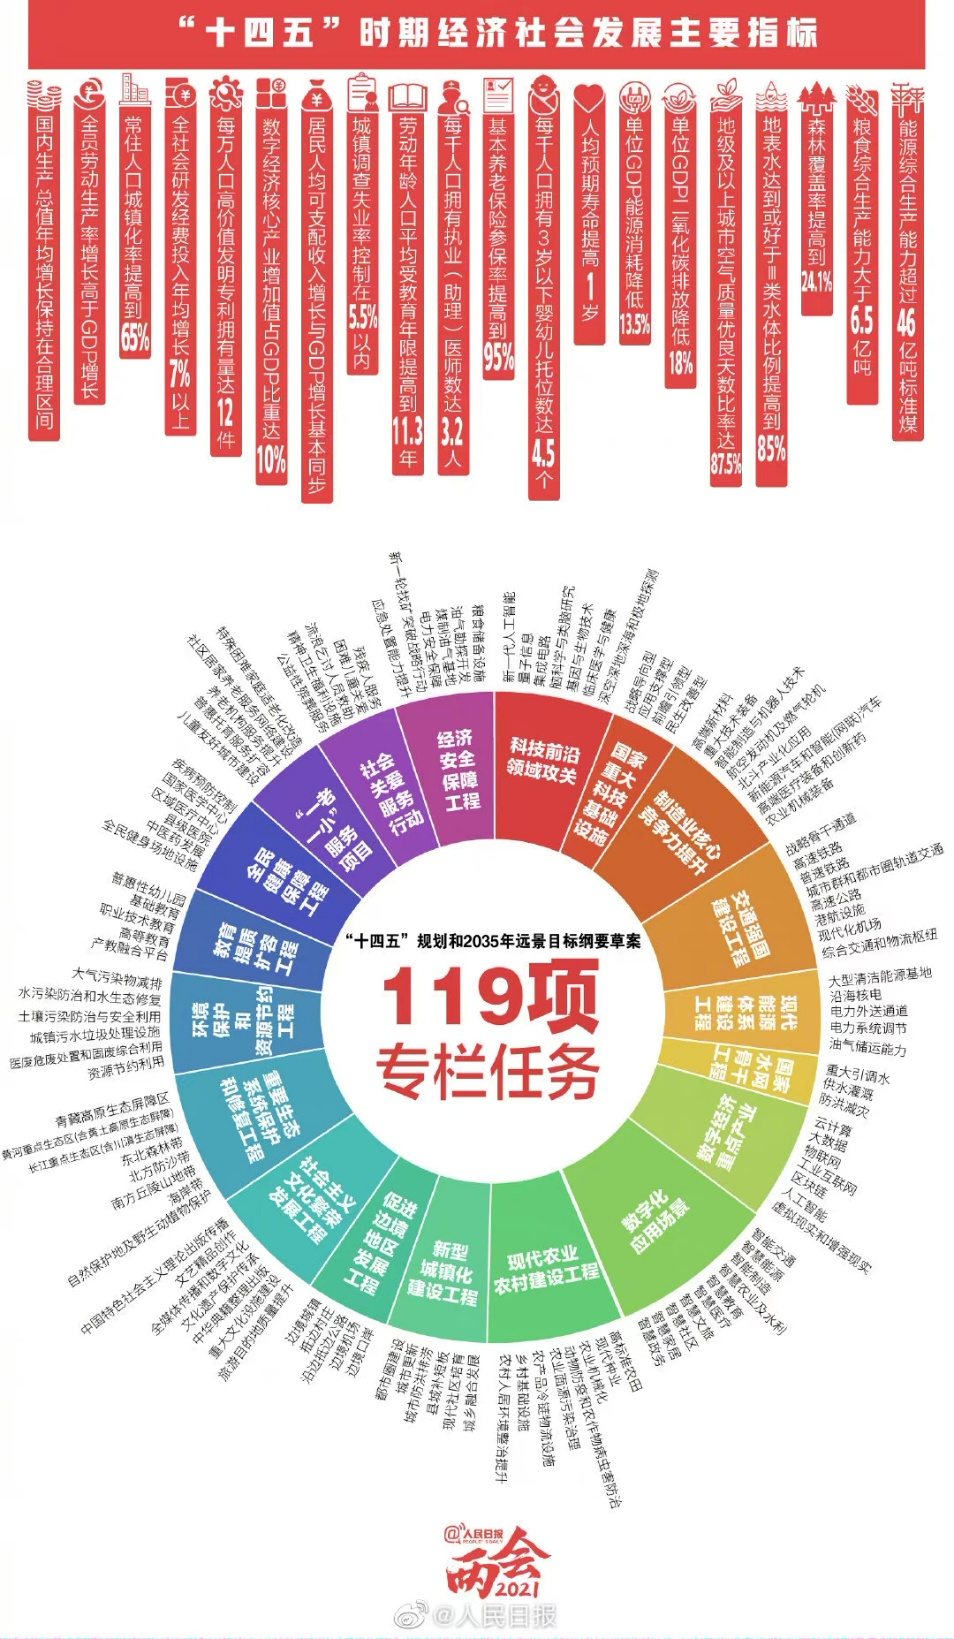 “十四五”时期经济社会发展主要指标
国内生产总值年均增长保持在合理区间
全员劳动生产率增长高于GDP增长
常住人口城镇化率提高到65%
全社会研发经费投入年均增长7%以上
每万人口高价值发明专利拥有量达12件
数字经济核心产业增加值占GDP比重达10%
居民人均可支配收入增长与GDP增长基本同步
城镇调查失业率控制在5.5%以内
劳动年龄人口平均受教育年限提高到11.3年
每千人口拥有执业（助理）医师数达3.2人
基本养老保险参保率提高到95%
每千人口拥有3岁以下婴幼儿托位数达4.5个
人均预期寿命提高1岁
单位GDP能源消耗降低13.5%
单位GDP二氧化碳排放降低18%
地级及以上城市空气质量优良天数比率达87.5%
地表水达到或好于Ⅲ类水体比例提高到85%
森林覆盖率提高到24.1%
粮食综合生产能力大于6.5亿吨
能源综合生产能力超过46亿吨标准煤
“十四五”规划和2035年远景目标纲要草案
119项
专栏任务
科技前沿
领域攻关
新一代人工智能
量子信息
集成电路
脑科学与类脑研究
基因与生物技术
临床医学与健康
深空深地深海和极地探测
国家
重大
科技
基础
设施
战略导向型
应用支撑型
前瞻引领型
民生改善型
制造业核心
竞争力提升
高端新材料
重大技术装备
智能制造与机器人技术
航空发动机及燃气轮机
北斗产业化应用
新能源汽车和智能(网联)汽车
高端医疗装备和创新药
农业机械装备
交通强国
建设工程
战略骨干通道
高速铁路
普速铁路
城市群和都市圈轨道交通
高速公路
港航设施
现代化机场
综合交通和物流枢纽
现代
能源
体系
建设
工程
大型清洁能源基地
沿海核电
电力外送通道
电力系统调节
油气储运能力
国家
水网
骨干
工程
重大引调水
供水灌溉
防洪减灾
数字经济
重点产业
云计算
大数据
物联网
工业互联网
区块链
人工智能
虚拟现实和增强现实
数字化
应用场景
智能交通
智慧能源
智能制造
智慧农业及水利
智慧教育
智慧医疗
智慧文旅
智慧社区
智慧家居
智慧政务
现代农业
农村建设工程
高标准农田
现代种业
农业机械化
动物防疫和农作物病虫害防治
农业面源污染治理
农产品冷链物流设施
乡村基础设施
农村人居环境整治提升
新型
城镇化
建设工程
都市圈建设
城市更新
城市防洪排涝
县城补短板
现代社区培育
城乡融合发展
促进
边境
地区
发展
工程
边境城镇
抵边村庄
沿边抵边公路
边境机场
边境口岸
社会主义
文化繁荣
发展工程
中国特色社会主义理论出版传播
文艺精品创作
全媒体传播和数字文化
文化遗产保护传承
中华典籍整理出版
重大文化设施建设
旅游目的地质量提升
重要生态
系统保护
和修复工程
青藏高原生态屏障区
黄河重点生态区(含黄土高原生态屏障)
长江重点生态区(含川滇生态屏障)
东北森林带
北方防沙带
南方丘陵山地带
海岸带
自然保护地及野生动植物保护
环境
保护
和
资源节约
工程
大气污染物减排
水污染防治和水生态修复
土壤污染防治与安全利用
城镇污水垃圾处理设施
医废危废处置和固废综合利用
资源节约利用
教育
提质
扩容
工程
普惠性幼儿园
基础教育
职业技术教育
高等教育
产教融合平台
全民
健康
保障
工程
疾病预防控制
国家医学中心
区域医疗中心
县级医院
中医药发展
全民健身场地设施
“一老
一小”
服务
项目
特殊困难家庭适老化改造
社区居家养老服务网络建设
养老机构服务提升
普惠托育服务扩容
儿童友好城市建设
社会
关爱
服务
行动
残疾人服务
困难儿童关爱
流浪乞讨人员救助
精神卫生福利设施
公益性殡葬服务
经济
安全
保障
工程
粮食储备设施
油气勘探开发
煤制油气基地
电力安全保障
新一轮找矿突破战略行动
应急处置能力提升
@人民日报
PEOPLE'S DAILY
两会
2021
@人民日报